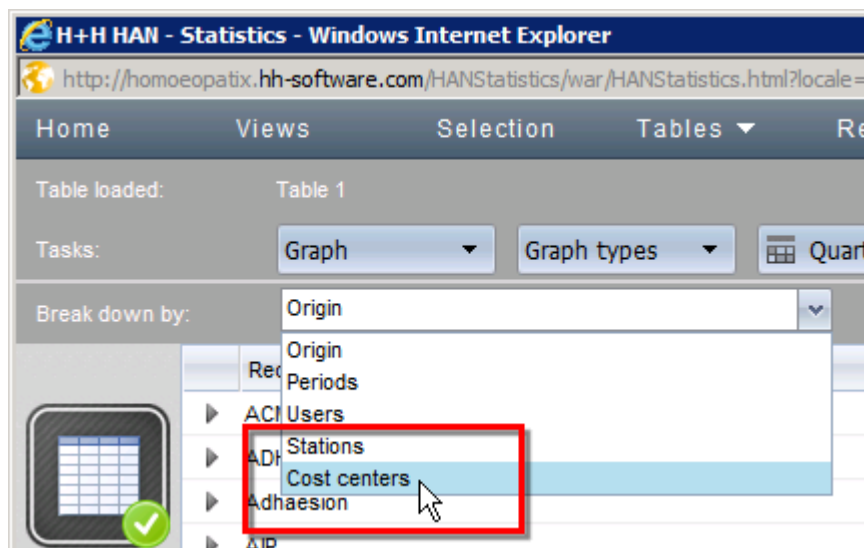 H+H HAN - Statistics - Windows Internet Explorer
http://homoeopatix.hh-software.com/HANStatistics/war/HANStatistics.html?locale=
Home Views Selection Tables
Table loaded: Table 1
Tasks: Graph Graph types
Break down by: Origin
Origin
Periods
Users
Stations
Cost centers
Adhaesion